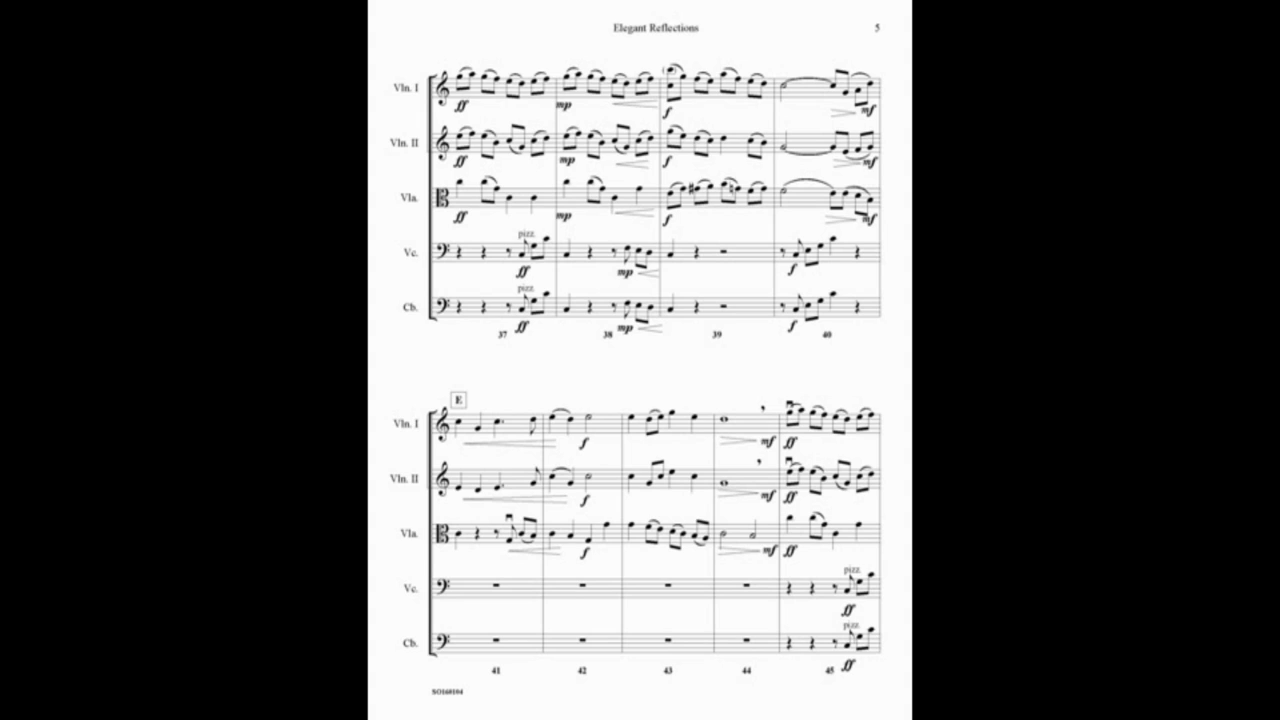 Elegant Reflections 5
Vln. I
ff mp f mf
Vln. II
ff mp f mf
Vla.
ff mp f mf
pizz.
Vc.
ff mp f
pizz.
Cb.
ff mp f
37 38 39 40
E
Vln. I
f mf ff
Vln. II
f mf ff
Vla.
f mf ff
pizz.
Vc.
ff
pizz.
Cb.
ff
41 42 43 44 45
SO160104